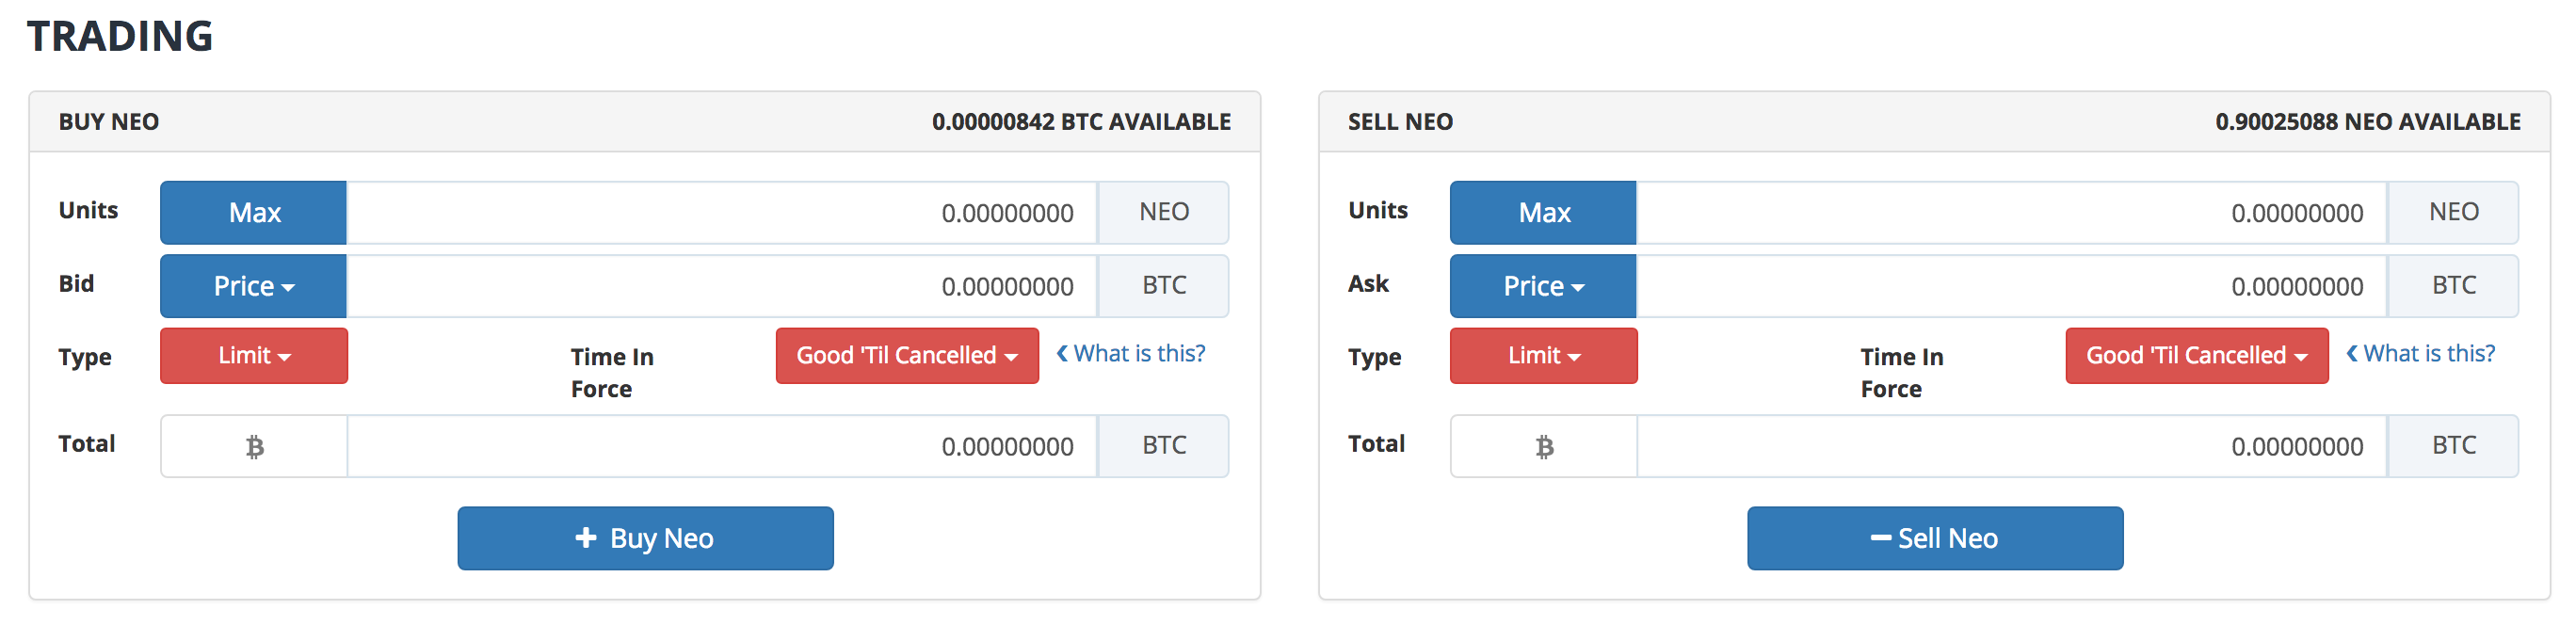 TRADING
BUY NEO 0.00000842 BTC AVAILABLE
Units Max 0.00000000 NEO
Bid Price 0.00000000 BTC
Type Limit Time In Force Good 'Til Cancelled What is this?
Total 0.00000000 BTC
+ Buy Neo
SELL NEO 0.90025088 NEO AVAILABLE
Units Max 0.00000000 NEO
Ask Price 0.00000000 BTC
Type Limit Time In Force Good 'Til Cancelled What is this?
Total 0.00000000 BTC
− Sell Neo